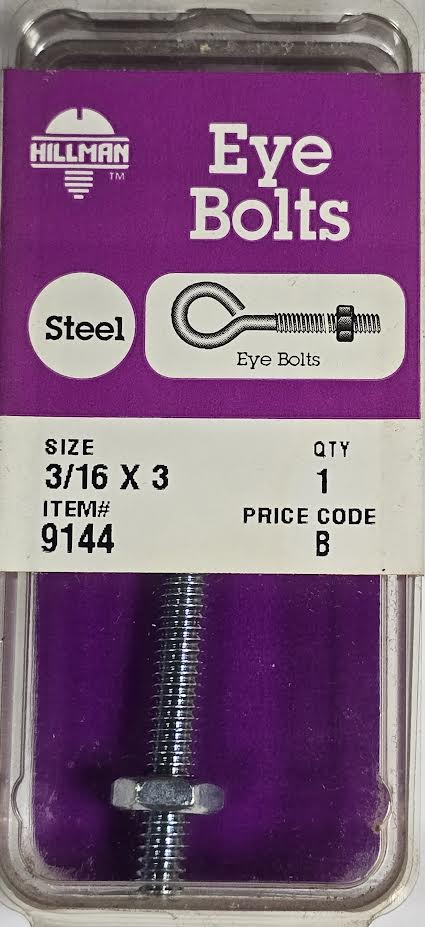 HILLMAN
TM
Eye
Bolts
Steel
Eye Bolts
SIZE
3/16 X 3
QTY
1
ITEM#
9144
PRICE CODE
B